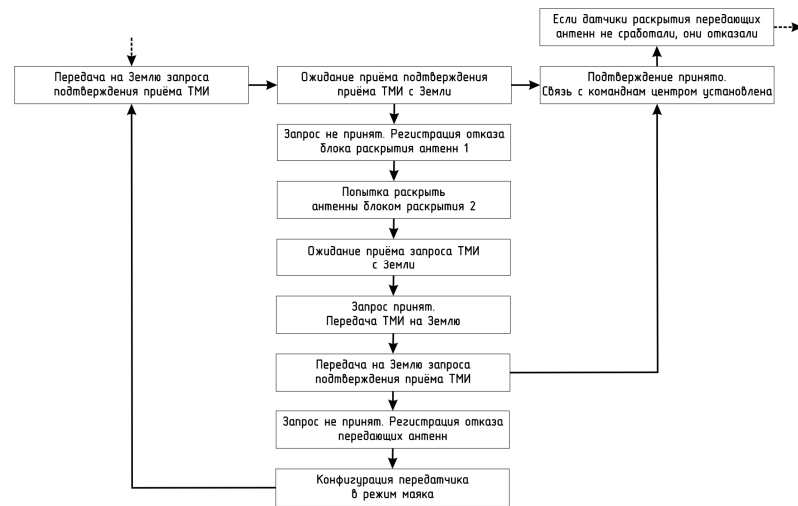 Если датчики раскрытия передающих
антенн не сработали, они отказали
Передача на Землю запроса
подтверждения приёма ТМИ
Ожидание приёма подтверждения
приёма ТМИ с Земли
Подтверждение принято.
Связь с команднам центром установлена
Запрос не принят. Регистрация отказа
блока раскрытия антенн 1
Попытка раскрыть
антенны блоком раскрытия 2
Ожидание приёма запроса ТМИ
с Земли
Запрос принят.
Передача ТМИ на Землю
Передача на Землю запроса
подтверждения приёма ТМИ
Запрос не принят. Регистрация отказа
передающих антенн
Конфигурация передатчика
в режим маяка